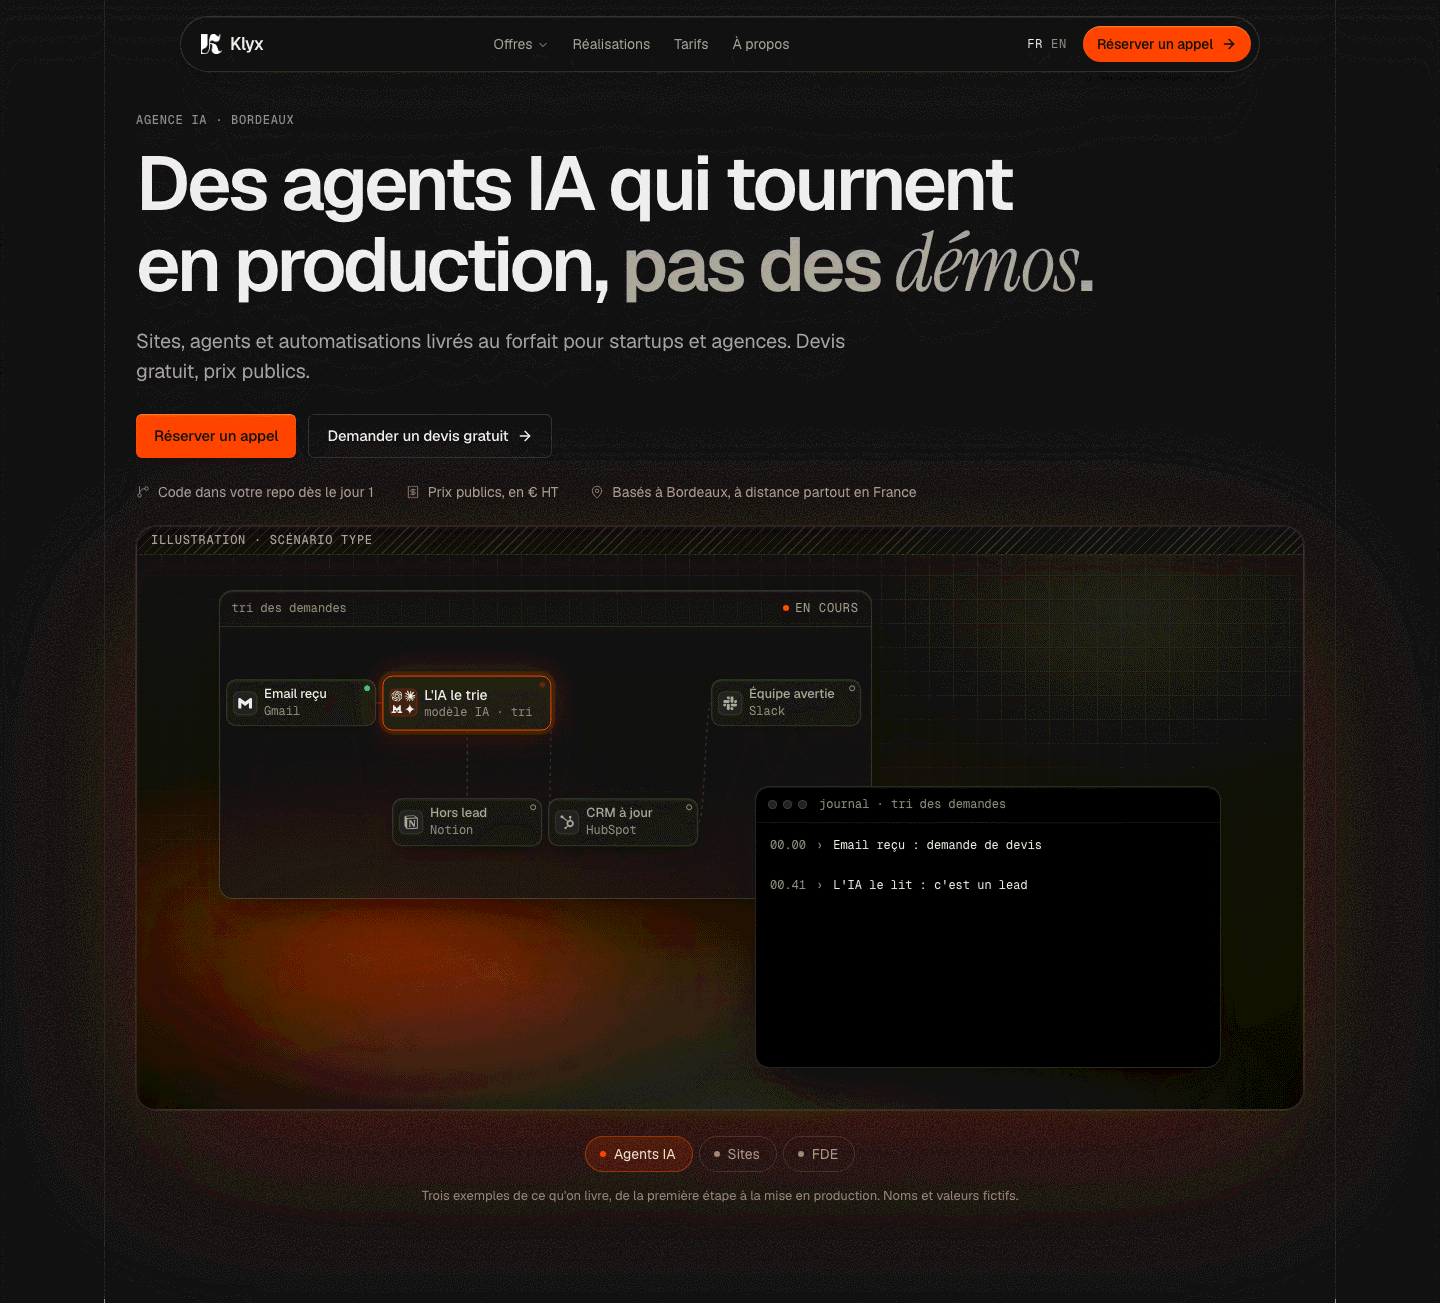 Klyx
Offres
Réalisations
Tarifs
À propos
FR EN
Réserver un appel
AGENCE IA · BORDEAUX
Des agents IA qui tournent
en production, pas des démos.
Sites, agents et automatisations livrés au forfait pour startups et agences. Devis
gratuit, prix publics.
Réserver un appel
Demander un devis gratuit
Code dans votre repo dès le jour 1
Prix publics, en € HT
Basés à Bordeaux, à distance partout en France
ILLUSTRATION · SCÉNARIO TYPE
tri des demandes
EN COURS
Email reçu
Gmail
L'IA le trie
modèle IA · tri
Équipe avertie
Slack
Hors lead
Notion
CRM à jour
HubSpot
journal · tri des demandes
00.00 › Email reçu : demande de devis
00.41 › L'IA le lit : c'est un lead
Agents IA
Sites
FDE
Trois exemples de ce qu'on livre, de la première étape à la mise en production. Noms et valeurs fictifs.